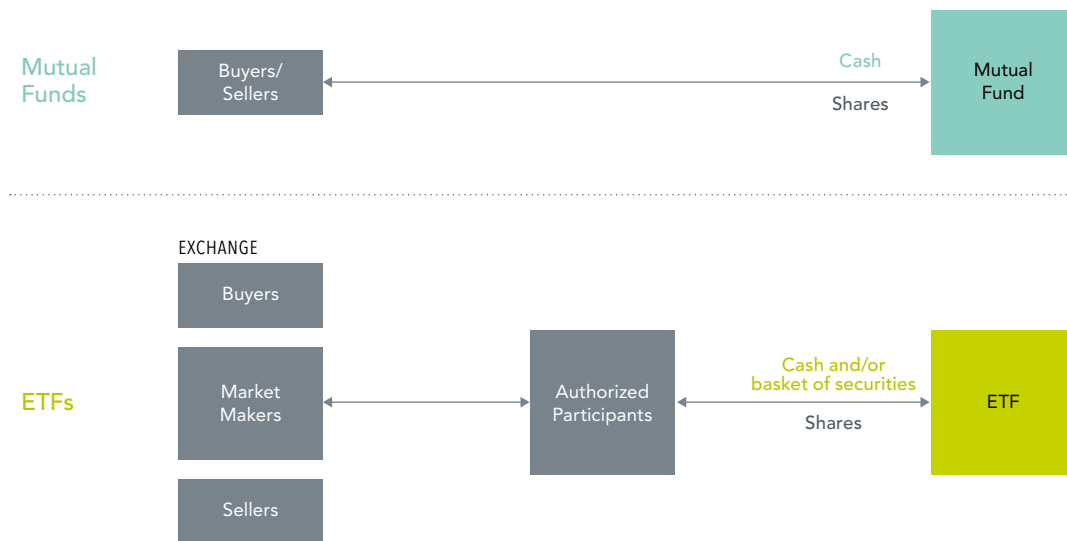 Mutual
Funds
Buyers/
Sellers
Cash
Shares
Mutual
Fund
EXCHANGE
Buyers
ETFs
Market
Makers
Authorized
Participants
Cash and/or
basket of securities
Shares
ETF
Sellers